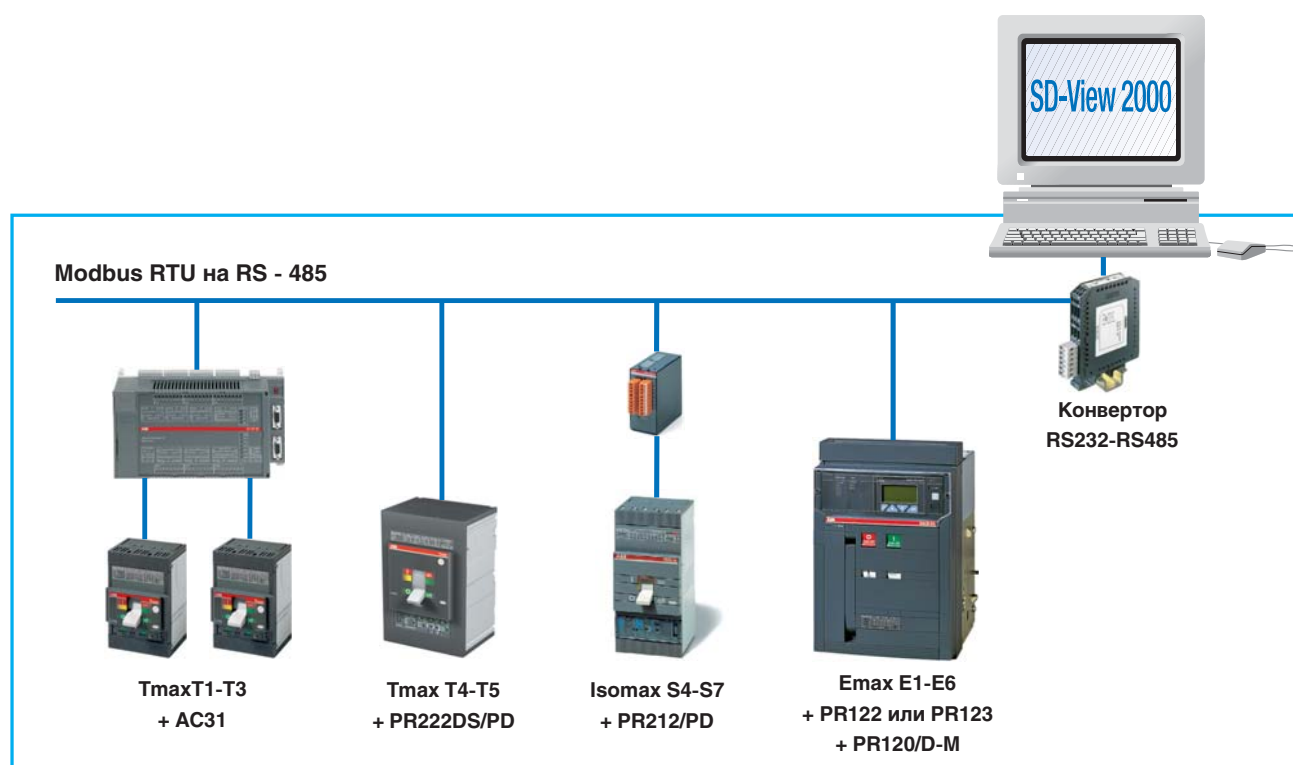 SD-View 2000
Modbus RTU на RS - 485
Конвертор
RS232-RS485
TmaxT1-T3
+ AC31
Tmax T4-T5
+ PR222DS/PD
Isomax S4-S7
+ PR212/PD
Emax E1-E6
+ PR122 или PR123
+ PR120/D-M